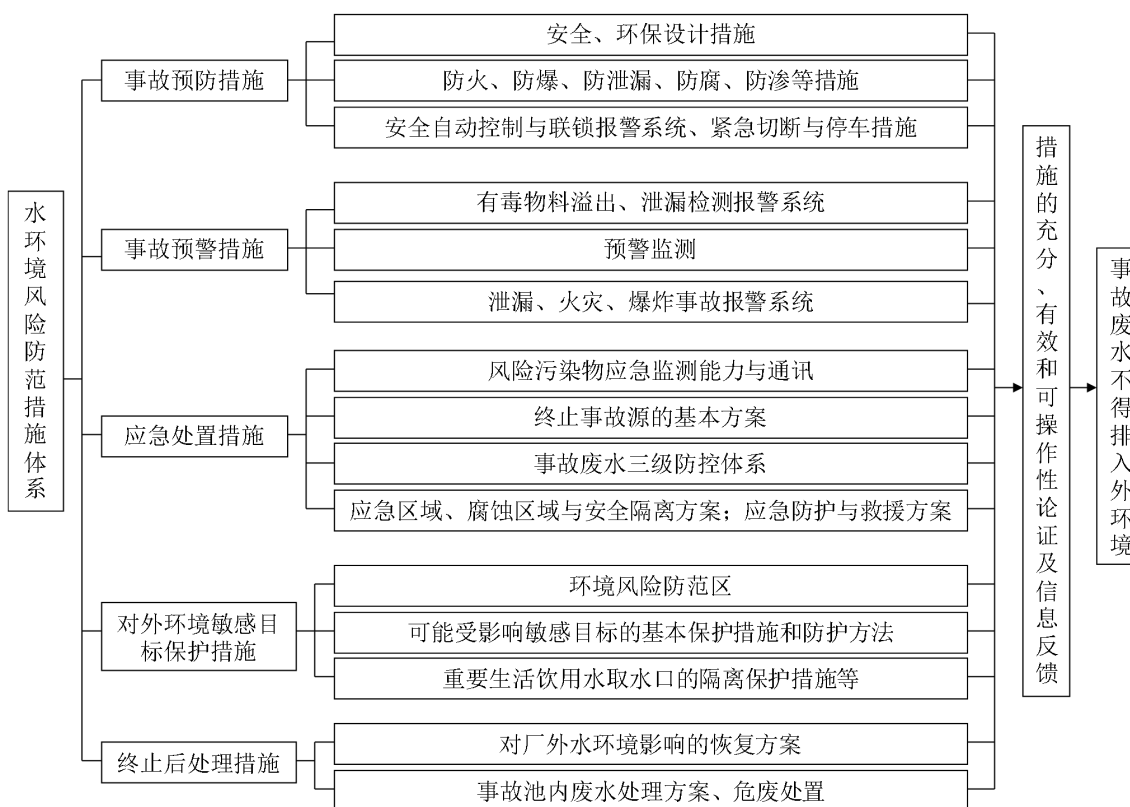 水环境风险防范措施体系
事故预防措施
安全、环保设计措施
防火、防爆、防泄漏、防腐、防渗等措施
安全自动控制与联锁报警系统、紧急切断与停车措施
事故预警措施
有毒物料溢出、泄漏检测报警系统
预警监测
泄漏、火灾、爆炸事故报警系统
应急处置措施
风险污染物应急监测能力与通讯
终止事故源的基本方案
事故废水三级防控体系
应急区域、腐蚀区域与安全隔离方案；应急防护与救援方案
对外环境敏感目
标保护措施
环境风险防范区
可能受影响敏感目标的基本保护措施和防护方法
重要生活饮用水取水口的隔离保护措施等
终止后处理措施
对厂外水环境影响的恢复方案
事故池内废水处理方案、危废处置
措施的充分、有效和可操作性论证及信息反馈
事故废水不得排入外环境